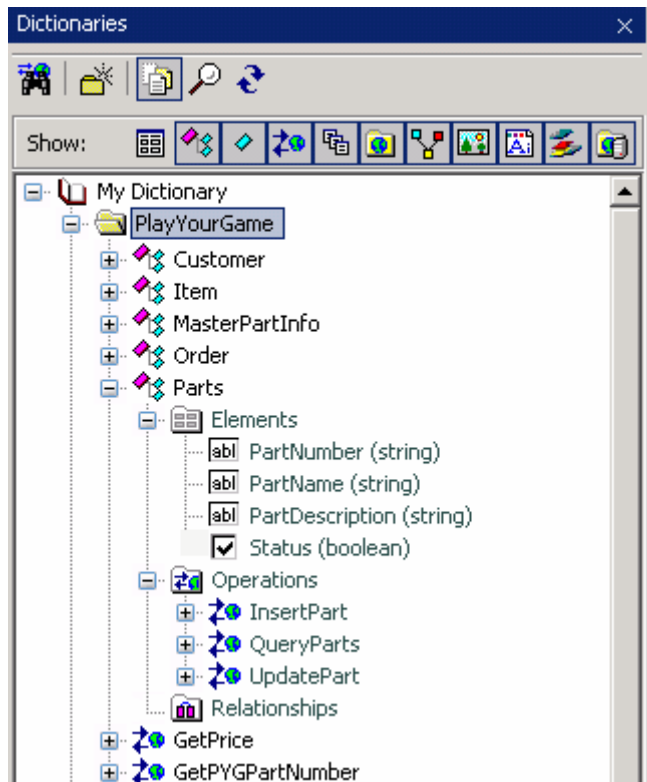 Dictionaries
Show:
My Dictionary
PlayYourGame
Customer
Item
MasterPartInfo
Order
Parts
Elements
abl PartNumber (string)
abl PartName (string)
abl PartDescription (string)
Status (boolean)
Operations
InsertPart
QueryParts
UpdatePart
Relationships
GetPrice
GetPYGPartNumber